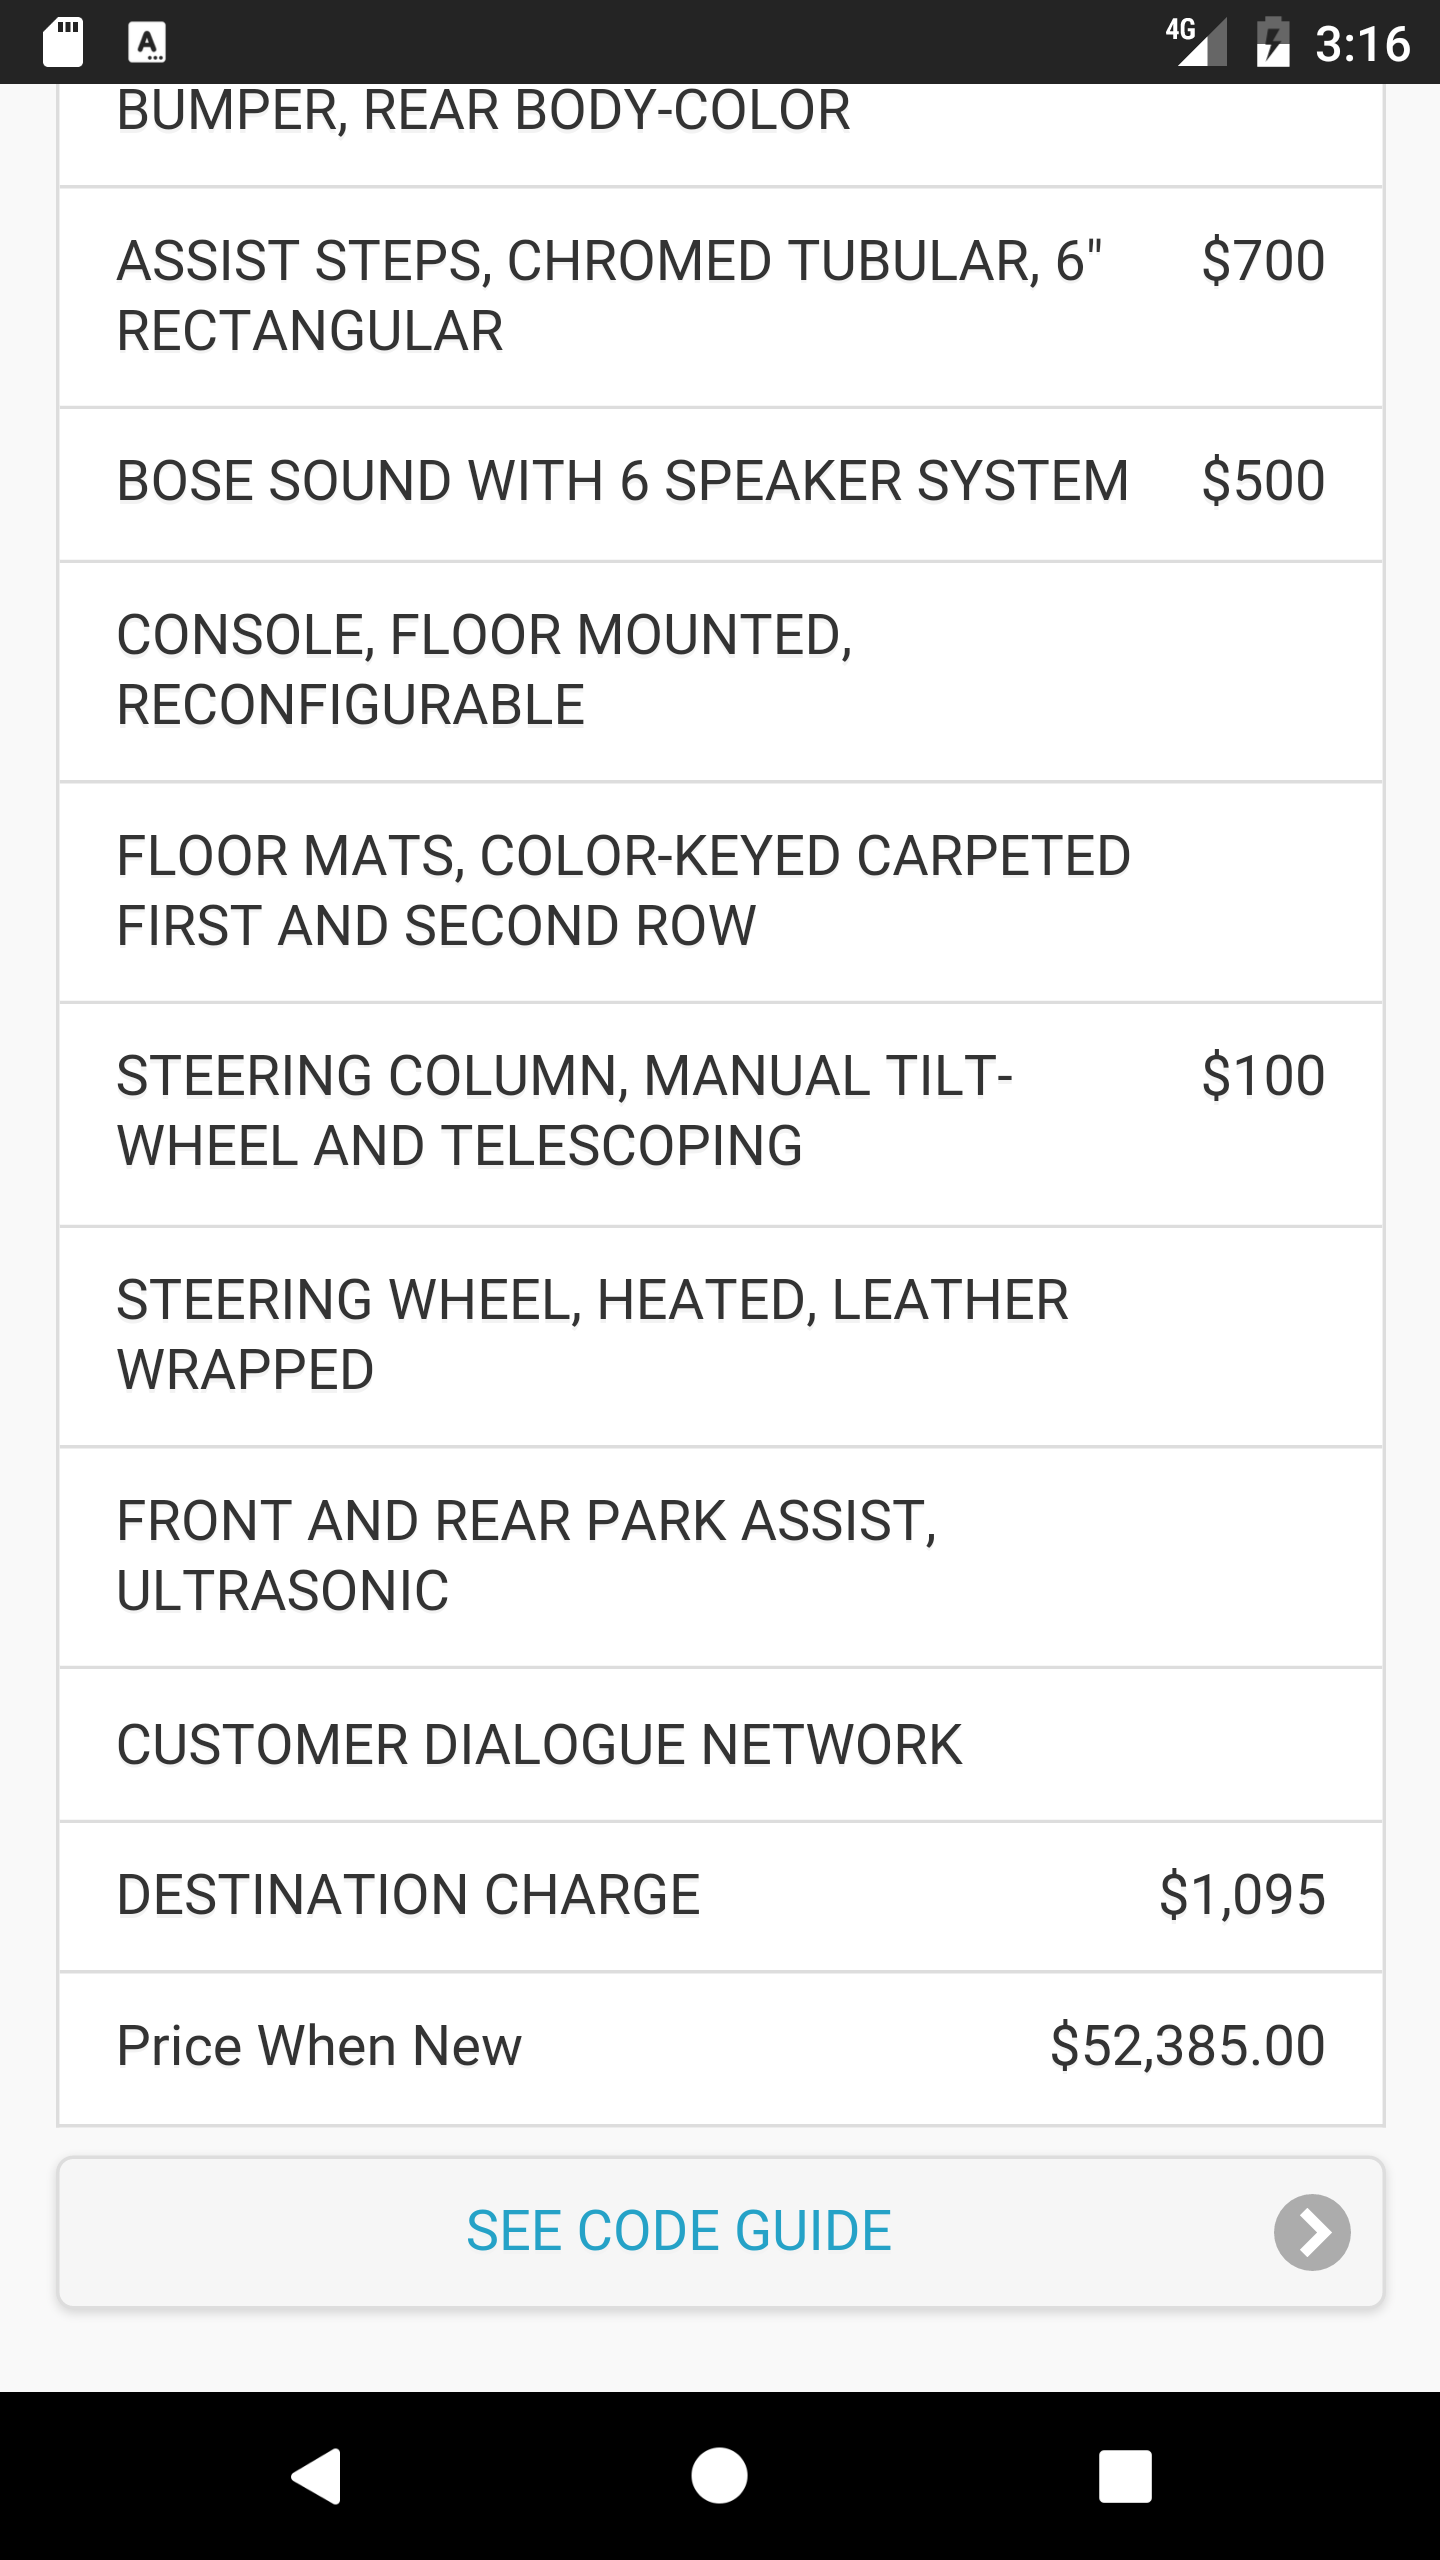 4G 3:16
BUMPER, REAR BODY-COLOR
ASSIST STEPS, CHROMED TUBULAR, 6" $700
RECTANGULAR
BOSE SOUND WITH 6 SPEAKER SYSTEM $500
CONSOLE, FLOOR MOUNTED,
RECONFIGURABLE
FLOOR MATS, COLOR-KEYED CARPETED
FIRST AND SECOND ROW
STEERING COLUMN, MANUAL TILT- $100
WHEEL AND TELESCOPING
STEERING WHEEL, HEATED, LEATHER
WRAPPED
FRONT AND REAR PARK ASSIST,
ULTRASONIC
CUSTOMER DIALOGUE NETWORK
DESTINATION CHARGE $1,095
Price When New $52,385.00
SEE CODE GUIDE